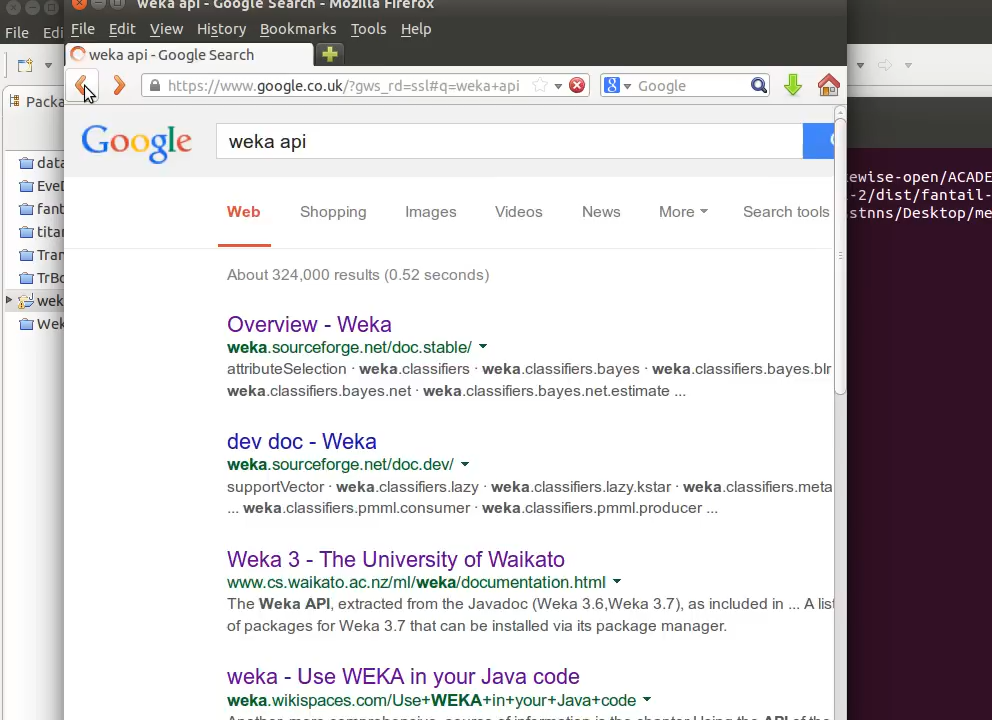 weka api - Google Search - Mozilla Firefox
File Edi
File Edit View History Bookmarks Tools Help
weka api - Google Search
https://www.google.co.uk/?gws_rd=ssl#q=weka+api
Google
Packa
Google
weka api
data
EveD
fant
titan
Tran
TrBo
wek
Wek
ewise-open/ACADE
-2/dist/fantail-
stnns/Desktop/me
Web Shopping Images Videos News More Search tools
About 324,000 results (0.52 seconds)
Overview - Weka
weka.sourceforge.net/doc.stable/
attributeSelection · weka.classifiers · weka.classifiers.bayes · weka.classifiers.bayes.blr
weka.classifiers.bayes.net · weka.classifiers.bayes.net.estimate ...
dev doc - Weka
weka.sourceforge.net/doc.dev/
supportVector · weka.classifiers.lazy · weka.classifiers.lazy.kstar · weka.classifiers.meta
... weka.classifiers.pmml.consumer · weka.classifiers.pmml.producer ...
Weka 3 - The University of Waikato
www.cs.waikato.ac.nz/ml/weka/documentation.html
The Weka API, extracted from the Javadoc (Weka 3.6,Weka 3.7), as included in ... A list
of packages for Weka 3.7 that can be installed via its package manager.
weka - Use WEKA in your Java code
weka.wikispaces.com/Use+WEKA+in+your+Java+code